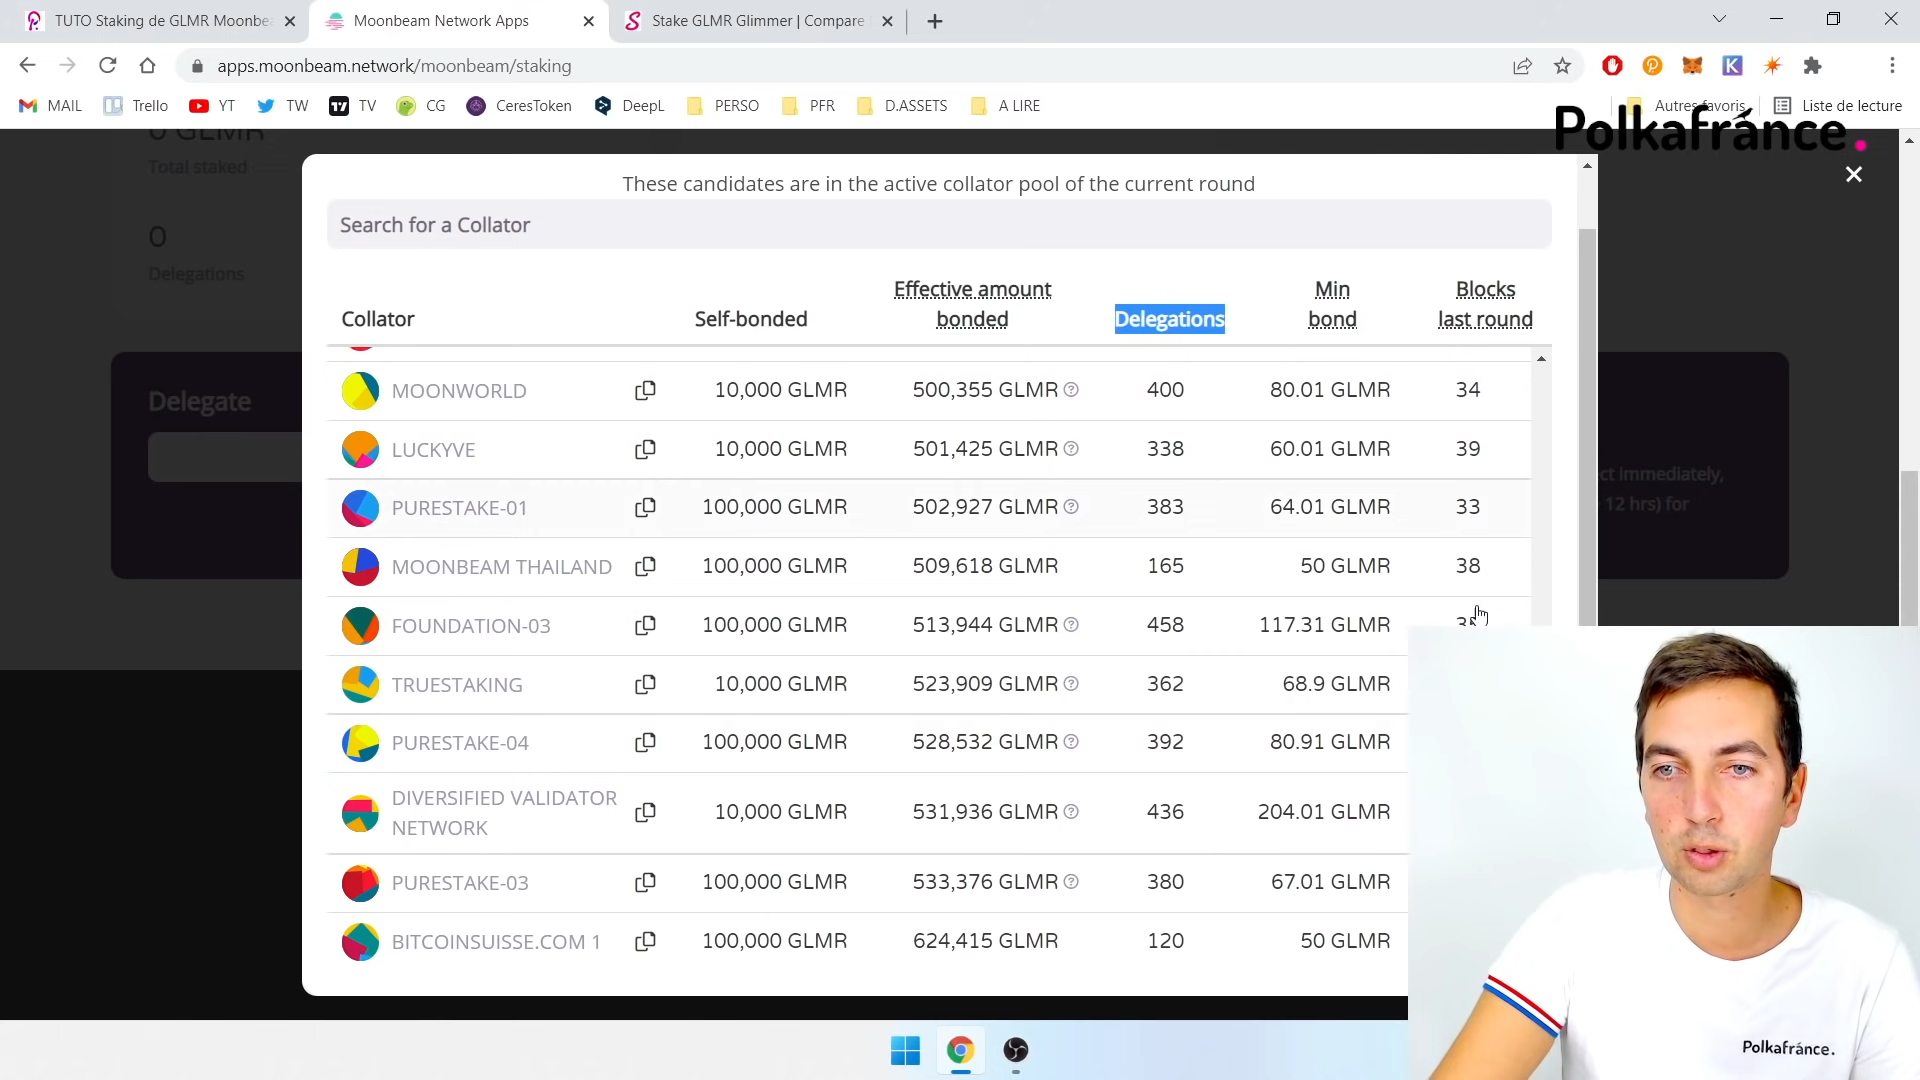 TUTO Staking de GLMR Moonbe
Moonbeam Network Apps
Stake GLMR Glimmer | Compare
apps.moonbeam.network/moonbeam/staking
MAIL
Trello
YT
TW
TV
CG
CeresToken
DeepL
PERSO
PFR
D.ASSETS
A LIRE
Autres favoris
Liste de lecture
Polkafránce.
0 GLMR
Total staked
0
Delegations
Delegate
ct immediately,
12 hrs) for
These candidates are in the active collator pool of the current round
Search for a Collator
Collator Self-bonded Effective amount bonded Delegations Min bond Blocks last round
MOONWORLD 10,000 GLMR 500,355 GLMR 400 80.01 GLMR 34
LUCKYVE 10,000 GLMR 501,425 GLMR 338 60.01 GLMR 39
PURESTAKE-01 100,000 GLMR 502,927 GLMR 383 64.01 GLMR 33
MOONBEAM THAILAND 100,000 GLMR 509,618 GLMR 165 50 GLMR 38
FOUNDATION-03 100,000 GLMR 513,944 GLMR 458 117.31 GLMR
TRUESTAKING 10,000 GLMR 523,909 GLMR 362 68.9 GLMR
PURESTAKE-04 100,000 GLMR 528,532 GLMR 392 80.91 GLMR
DIVERSIFIED VALIDATOR NETWORK 10,000 GLMR 531,936 GLMR 436 204.01 GLMR
PURESTAKE-03 100,000 GLMR 533,376 GLMR 380 67.01 GLMR
BITCOINSUISSE.COM 1 100,000 GLMR 624,415 GLMR 120 50 GLMR
Polkafránce.